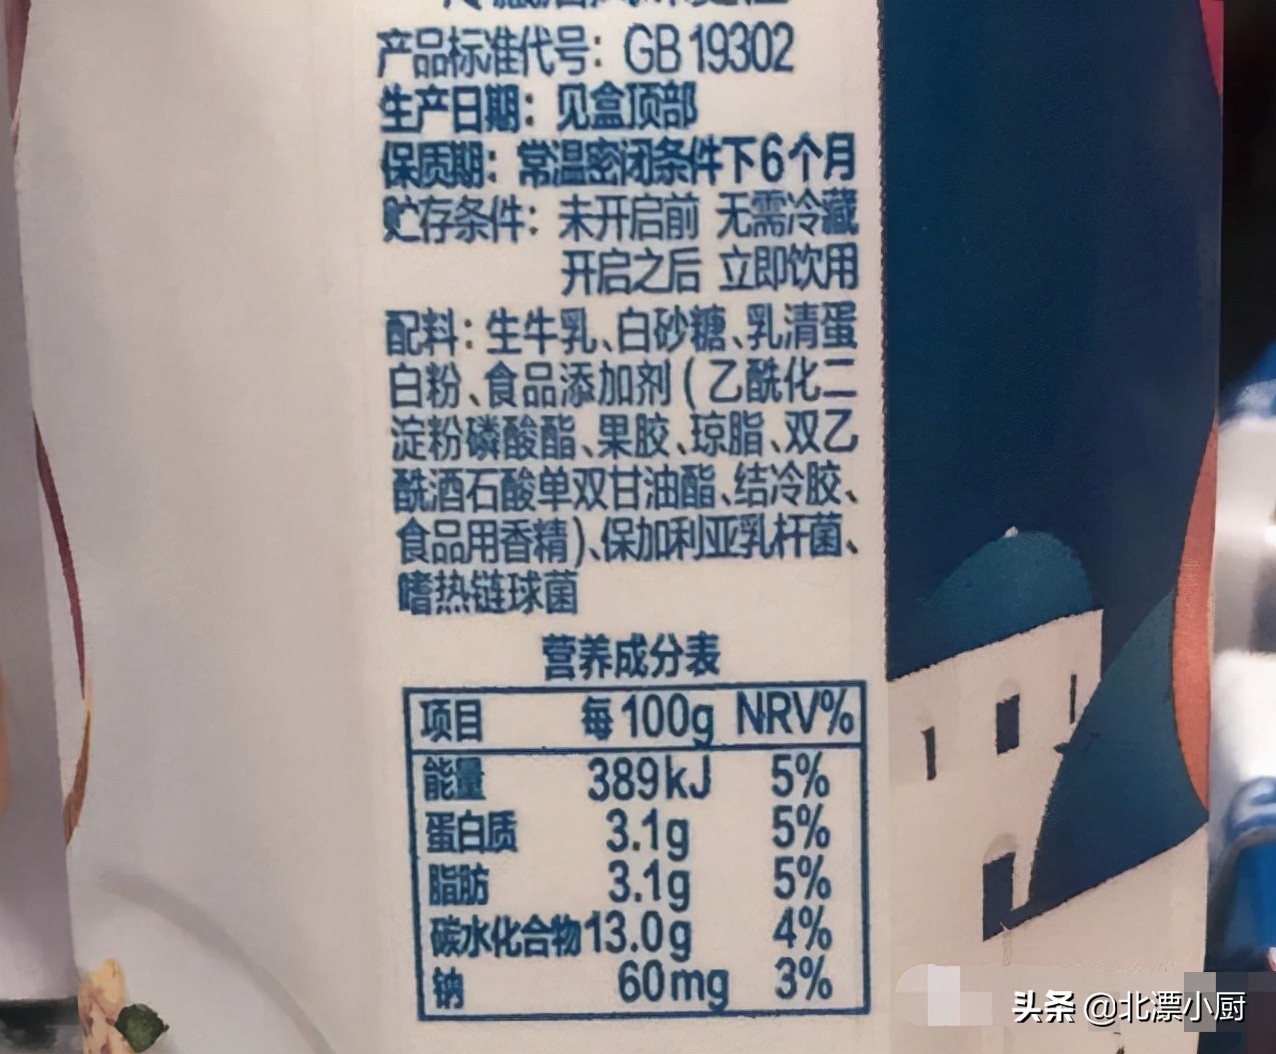 产品标准代号：GB 19302
生产日期：见盒顶部
保质期：常温密闭条件下6个月
贮存条件：未开启前 无需冷藏
开启之后 立即饮用
配料：生牛乳、白砂糖、乳清蛋
白粉、食品添加剂(乙酰化二
淀粉磷酸酯、果胶、琼脂、双乙
酰酒石酸单双甘油酯、结冷胶、
食品用香精)、保加利亚乳杆菌、
嗜热链球菌
营养成分表
项目 每100g NRV%
能量 389kJ 5%
蛋白质 3.1g 5%
脂肪 3.1g 5%
碳水化合物 13.0g 4%
钠 60mg 3%
头条 @北漂小厨